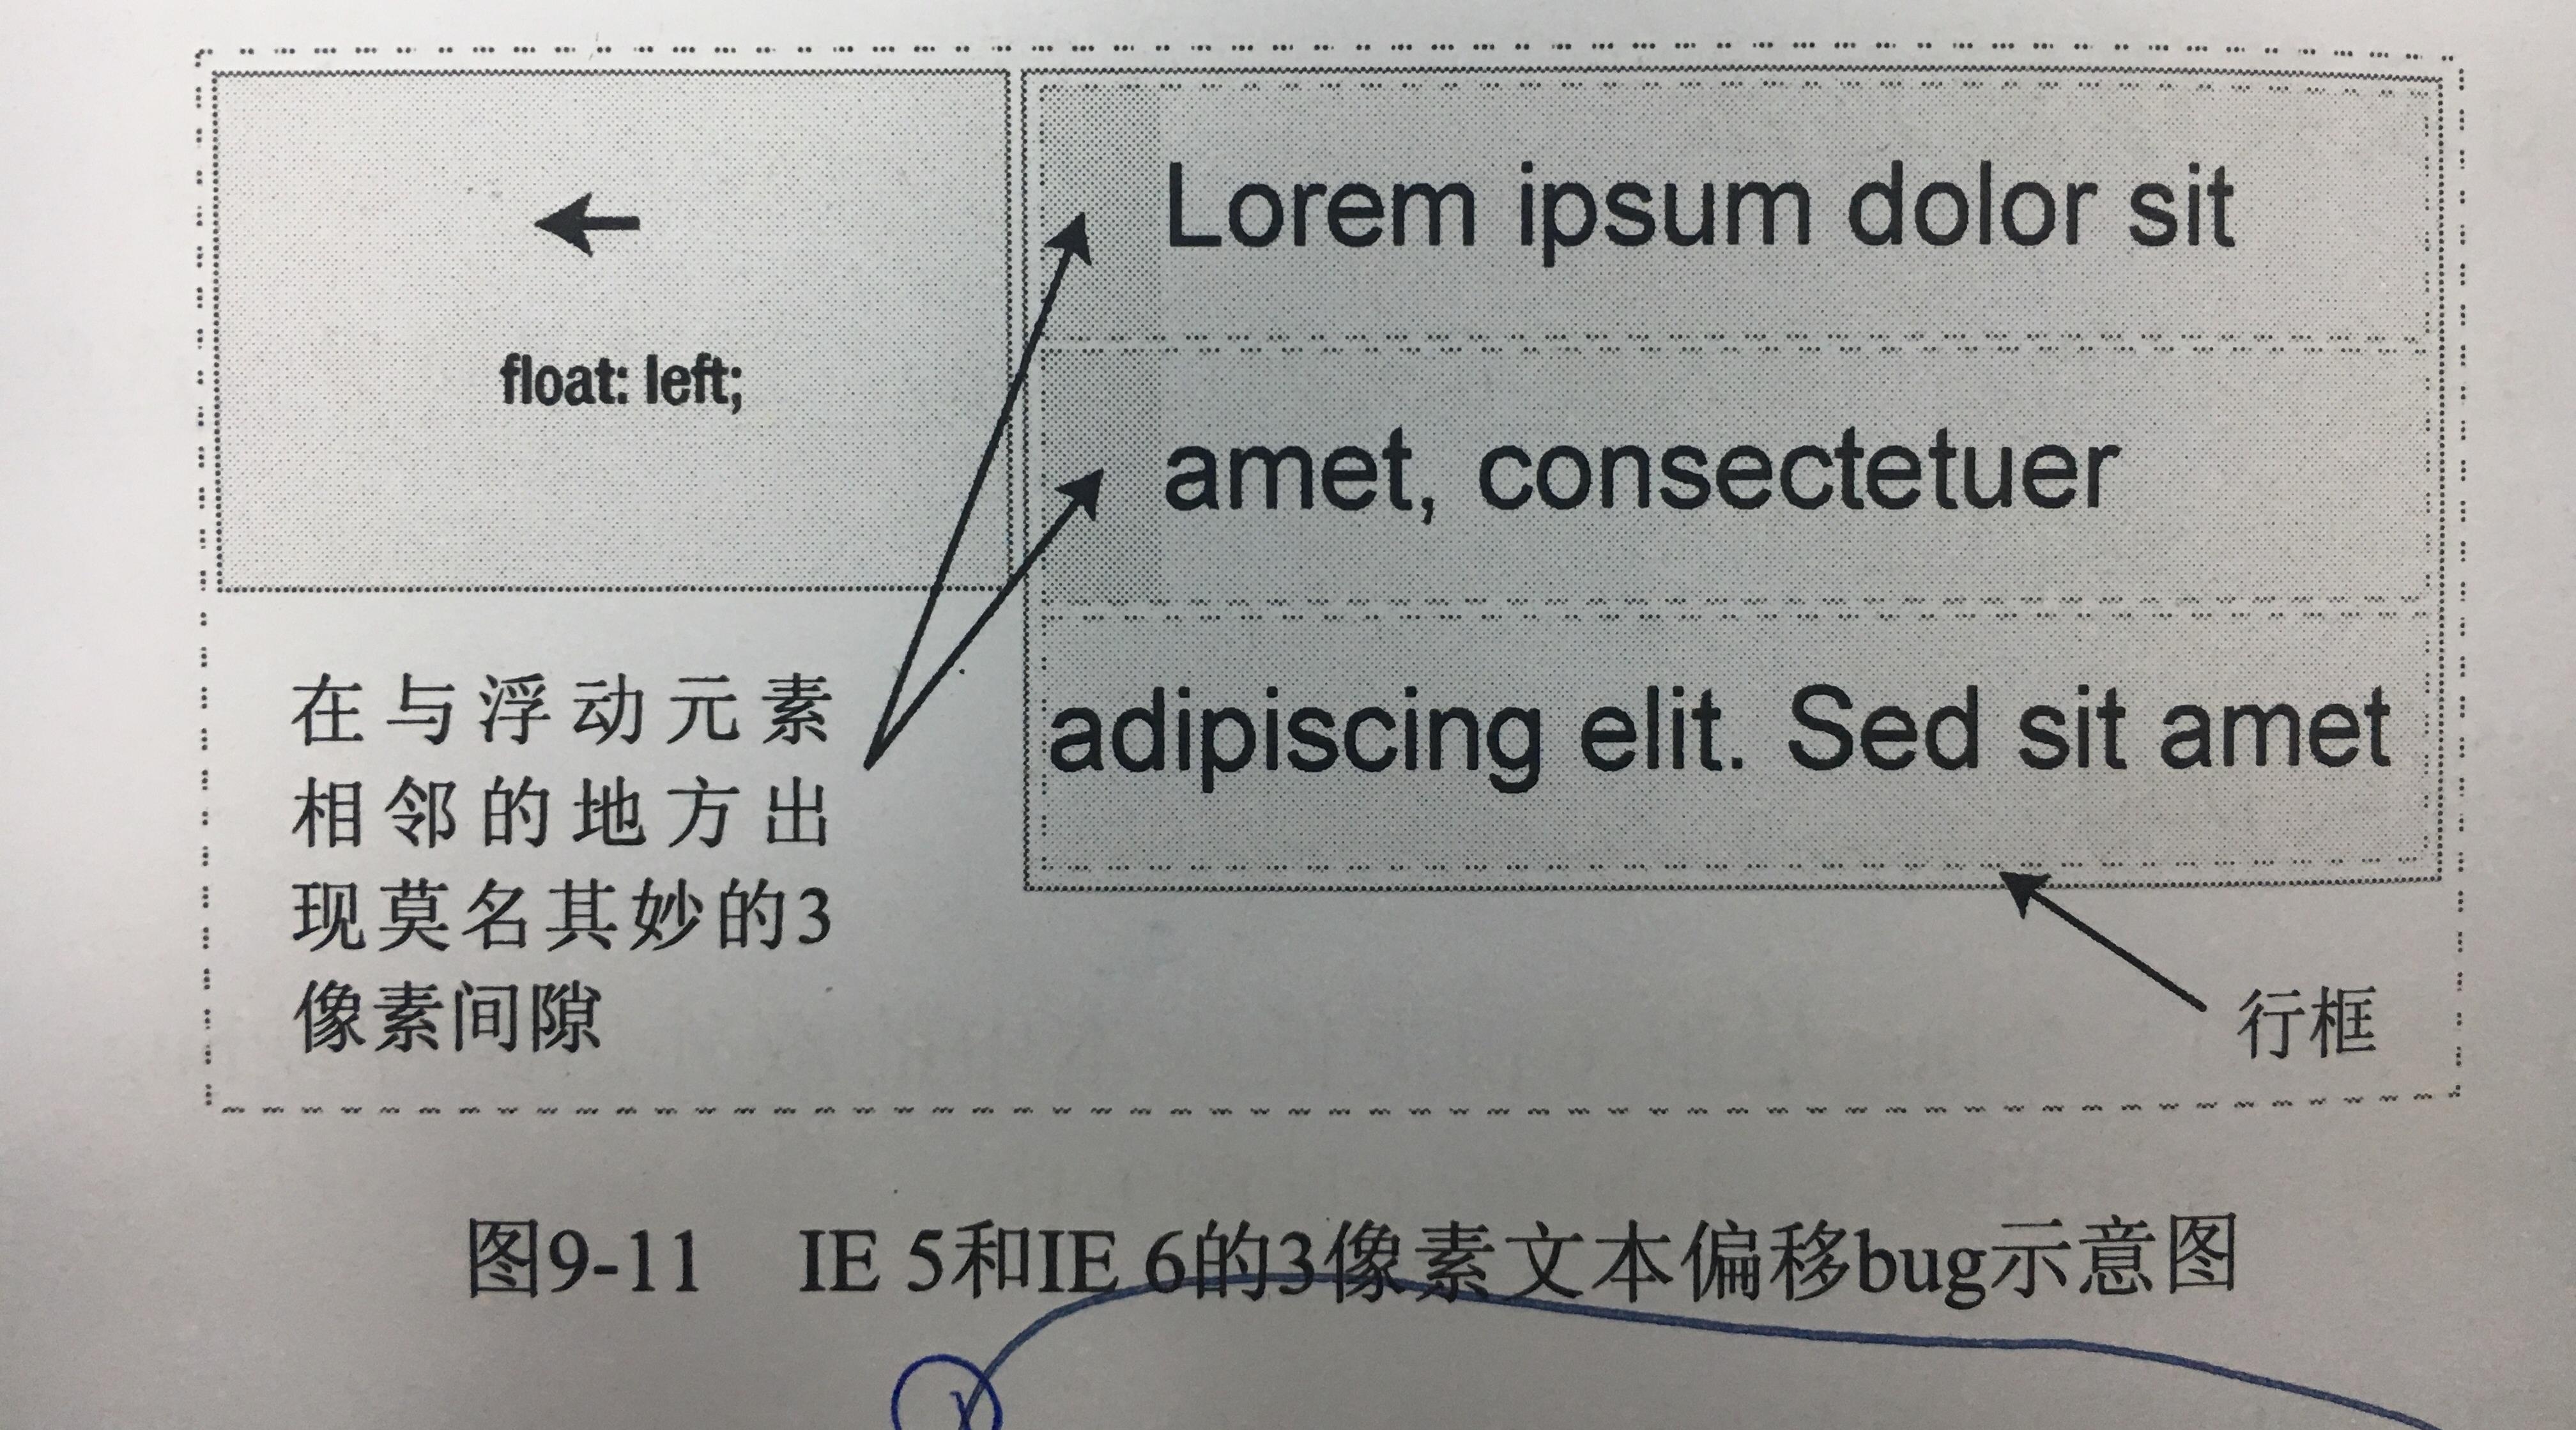 float: left;
Lorem ipsum dolor sit
amet, consectetuer
adipiscing elit. Sed sit amet
在与浮动元素
相邻的地方出
现莫名其妙的3
像素间隙
行框
图9-11 IE 5和IE 6的3像素文本偏移bug示意图